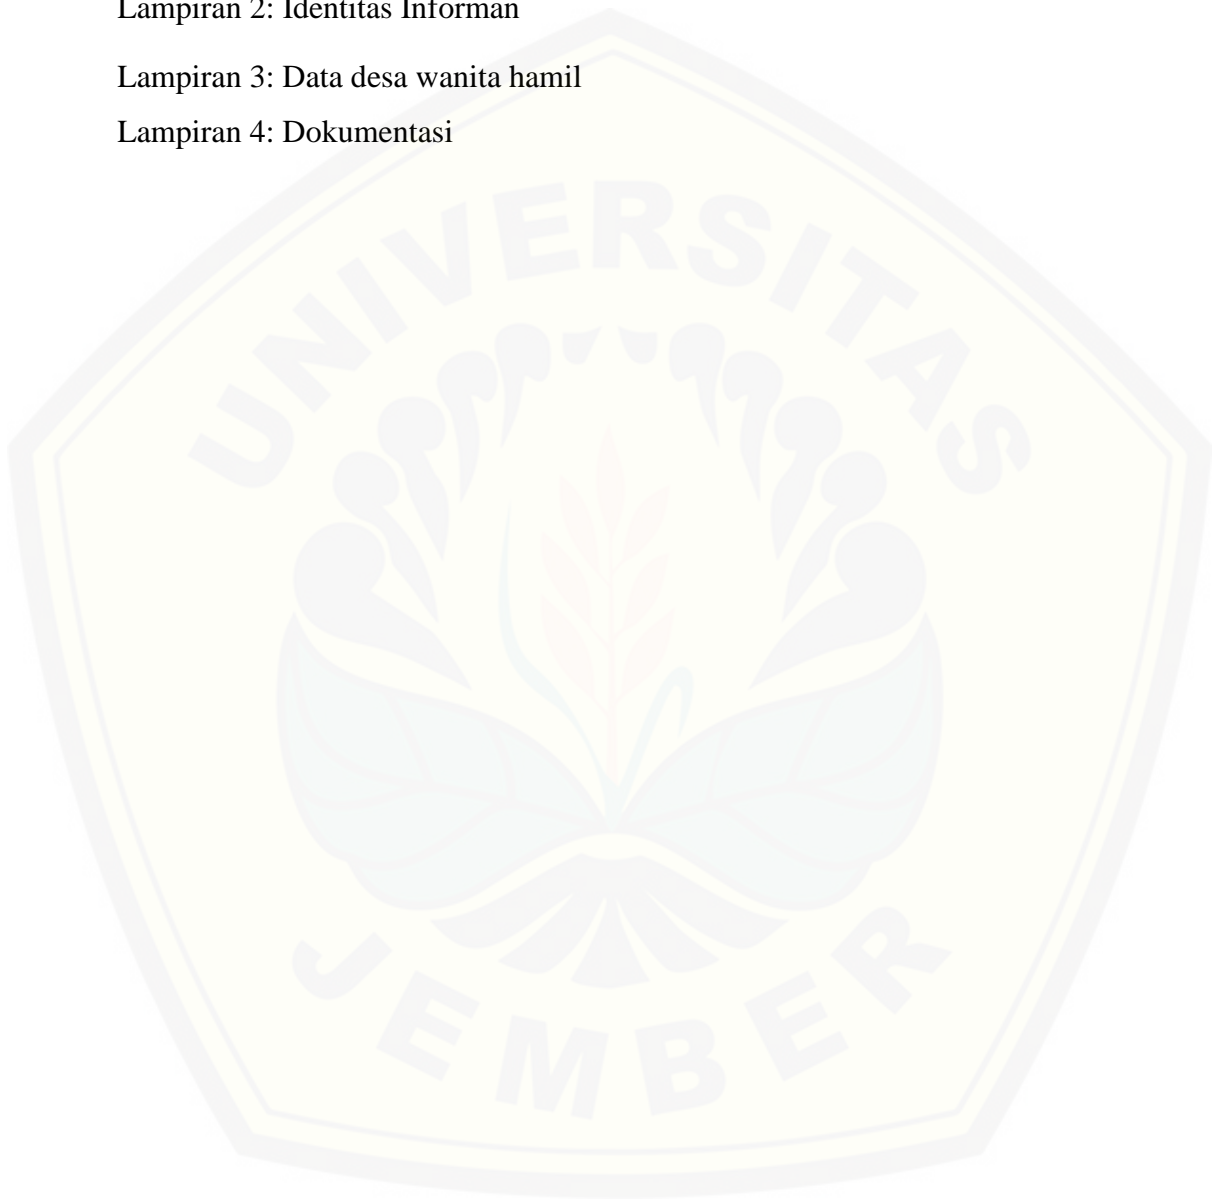 Lampiran 2: Identitas Informan
Lampiran 3: Data desa wanita hamil
Lampiran 4: Dokumentasi
UNIVERSITAS
JEMBER